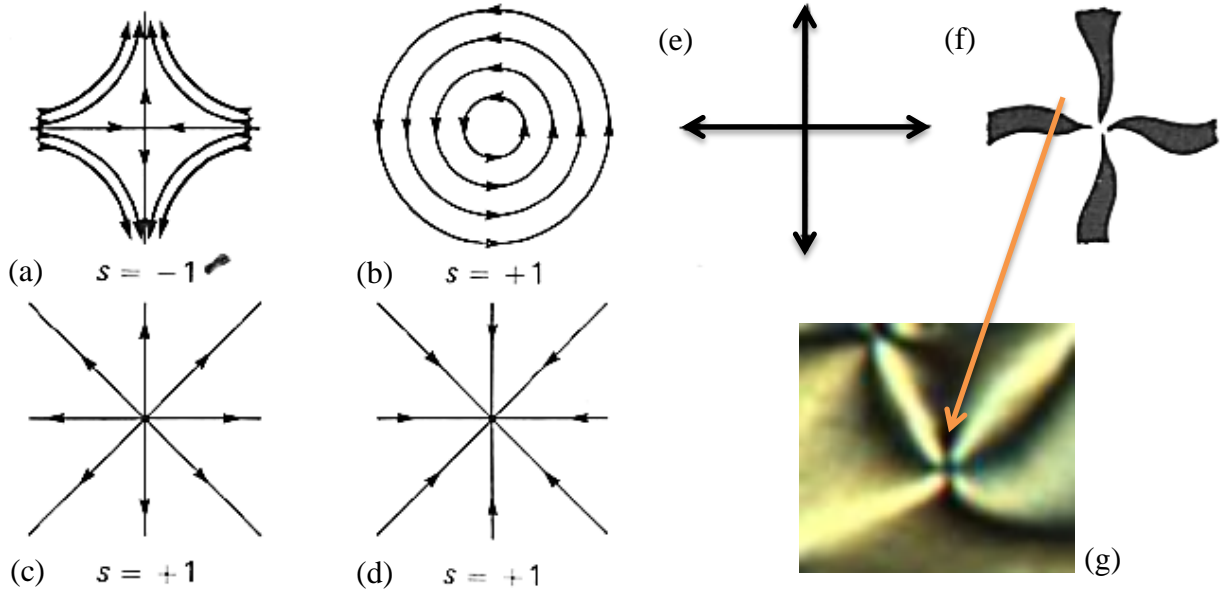 (e)
(f)
(a) s = -1
(b) s = +1
(c) s = +1
(d) s = +1
(g)